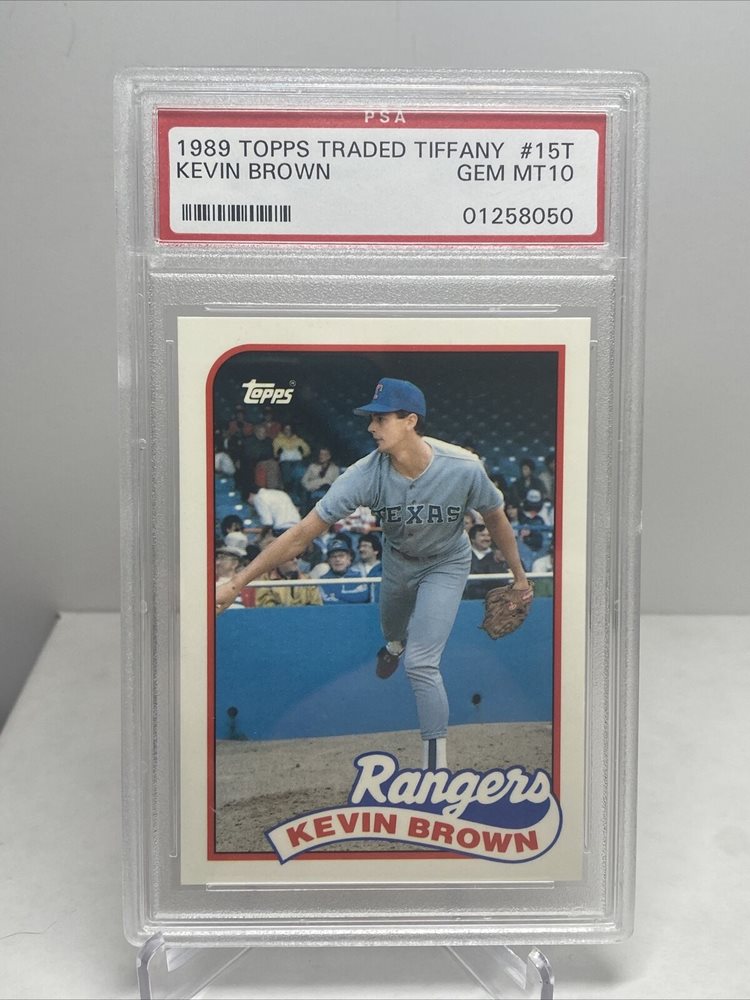 PSA
1989 TOPPS TRADED TIFFANY #15T
KEVIN BROWN GEM MT10
01258050
Topps
TEXAS
Rangers
KEVIN BROWN